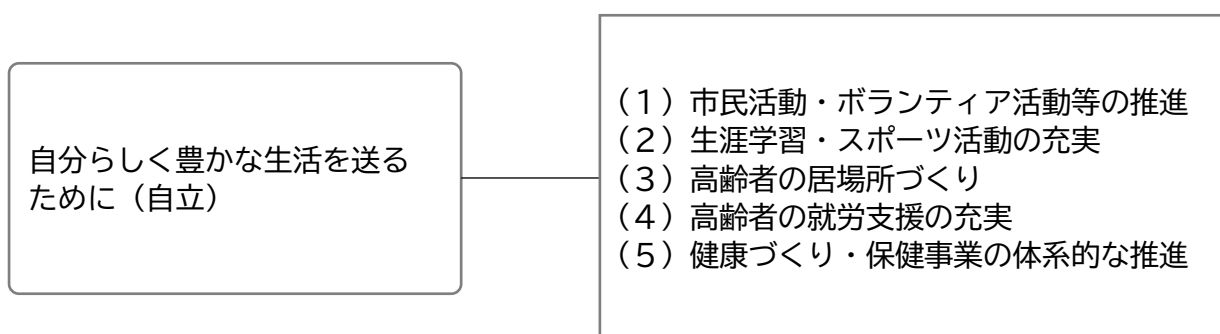 自分らしく豊かな生活を送る
ために（自立）
（１）市民活動・ボランティア活動等の推進
（２）生涯学習・スポーツ活動の充実
（３）高齢者の居場所づくり
（４）高齢者の就労支援の充実
（５）健康づくり・保健事業の体系的な推進